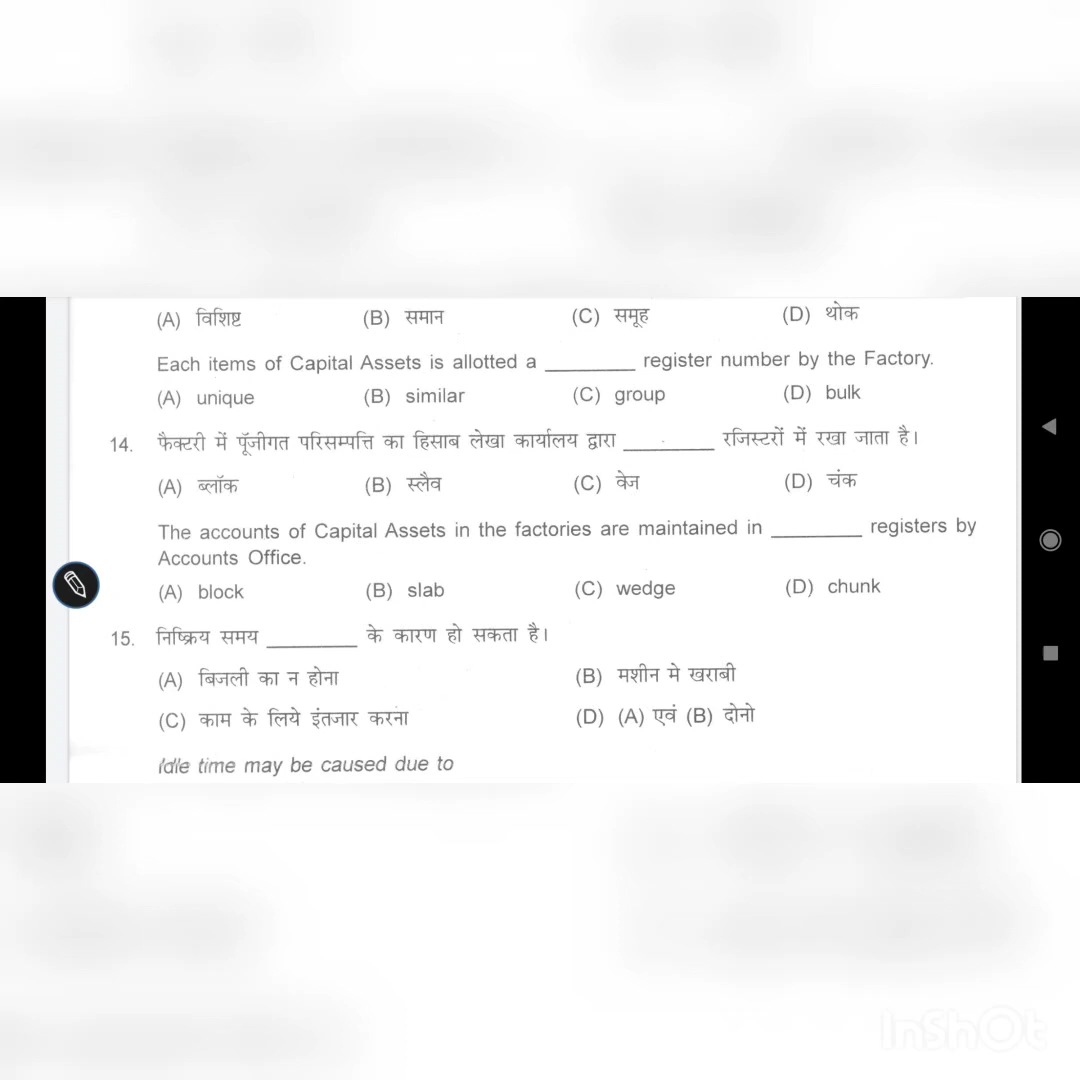 (A) विशिष्ट (B) समान (C) समूह (D) थोक
Each items of Capital Assets is allotted a ________ register number by the Factory.
(A) unique (B) similar (C) group (D) bulk
14. फैक्टरी में पूँजीगत परिसम्पत्ति का हिसाब लेखा कार्यालय द्वारा ________ रजिस्टरों में रखा जाता है।
(A) ब्लॉक (B) स्लैव (C) वेज (D) चंक
The accounts of Capital Assets in the factories are maintained in ________ registers by
Accounts Office.
(A) block (B) slab (C) wedge (D) chunk
15. निष्क्रिय समय ________ के कारण हो सकता है।
(A) बिजली का न होना (B) मशीन मे खराबी
(C) काम के लिये इंतजार करना (D) (A) एवं (B) दोनो
Idle time may be caused due to
InShOt